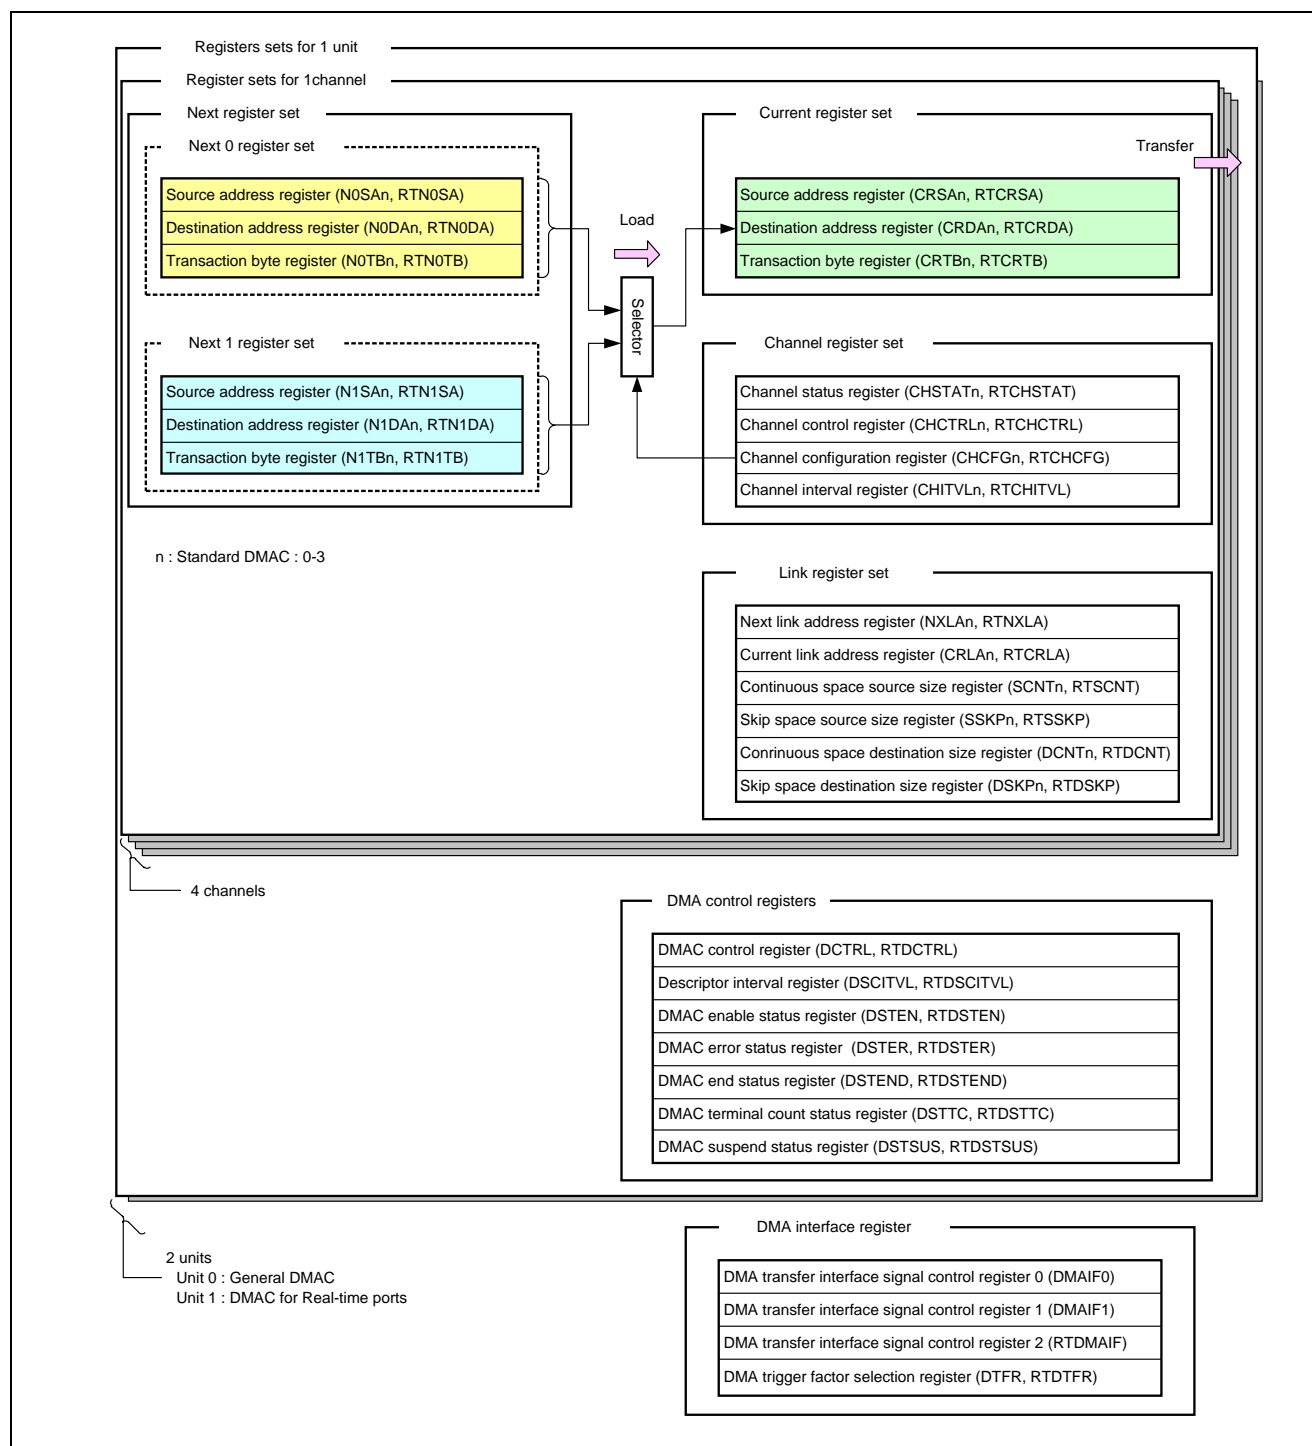 Registers sets for 1 unit
Register sets for 1channel
Next register set
Next 0 register set
Source address register (N0SAn, RTN0SA)
Destination address register (N0DAn, RTN0DA)
Transaction byte register (N0TBn, RTN0TB)
Next 1 register set
Source address register (N1SAn, RTN1SA)
Destination address register (N1DAn, RTN1DA)
Transaction byte register (N1TBn, RTN1TB)
n : Standard DMAC : 0-3
Load
Selector
Current register set
Transfer
Source address register (CRSAn, RTCRSA)
Destination address register (CRDAn, RTCRDA)
Transaction byte register (CRTBn, RTCRTB)
Channel register set
Channel status register (CHSTATn, RTCHSTAT)
Channel control register (CHCTRLn, RTCHCTRL)
Channel configuration register (CHCFGn, RTCHCFG)
Channel interval register (CHITVLn, RTCHITVL)
Link register set
Next link address register (NXLAn, RTNXLA)
Current link address register (CRLAn, RTCRLA)
Continuous space source size register (SCNTn, RTSCNT)
Skip space source size register (SSKPn, RTSSKP)
Conrinuous space destination size register (DCNTn, RTDCNT)
Skip space destination size register (DSKPn, RTDSKP)
4 channels
DMA control registers
DMAC control register (DCTRL, RTDCTRL)
Descriptor interval register (DSCITVL, RTDSCITVL)
DMAC enable status register (DSTEN, RTDSTEN)
DMAC error status register (DSTER, RTDSTER)
DMAC end status register (DSTEND, RTDSTEND)
DMAC terminal count status register (DSTTC, RTDSTTC)
DMAC suspend status register (DSTSUS, RTDSTSUS)
2 units
Unit 0 : General DMAC
Unit 1 : DMAC for Real-time ports
DMA interface register
DMA transfer interface signal control register 0 (DMAIF0)
DMA transfer interface signal control register 1 (DMAIF1)
DMA transfer interface signal control register 2 (RTDMAIF)
DMA trigger factor selection register (DTFR, RTDTFR)